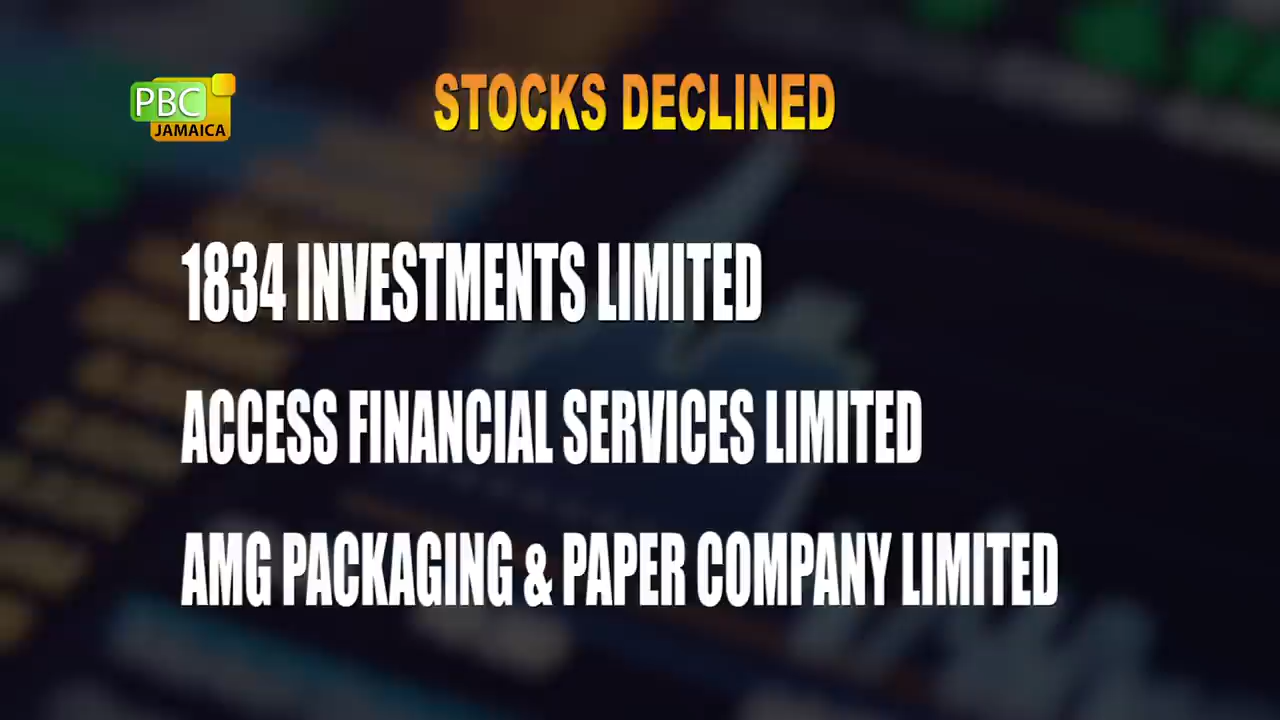 PBC
JAMAICA
STOCKS DECLINED
1834 INVESTMENTS LIMITED
ACCESS FINANCIAL SERVICES LIMITED
AMG PACKAGING & PAPER COMPANY LIMITED